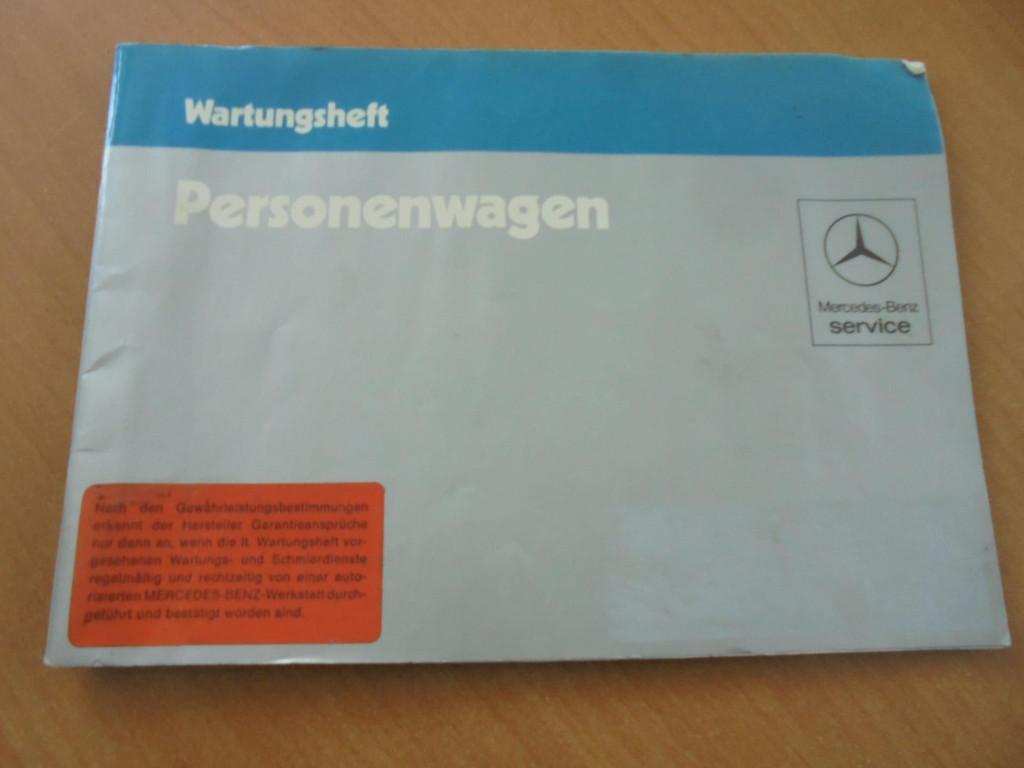 Wartungsheft
Personenwagen
Mercedes-Benz
service
Nach den Gewährleistungsbestimmungen
erkennt der Hersteller Garantieansprüche
nur dann an, wenn die lt. Wartungsheft vor-
gesehenen Wartungs- und Schmierdienste
regelmäßig und rechtzeitig von einer auto-
risierten MERCEDES-BENZ-Werkstatt durch-
geführt und bestätigt worden sind.